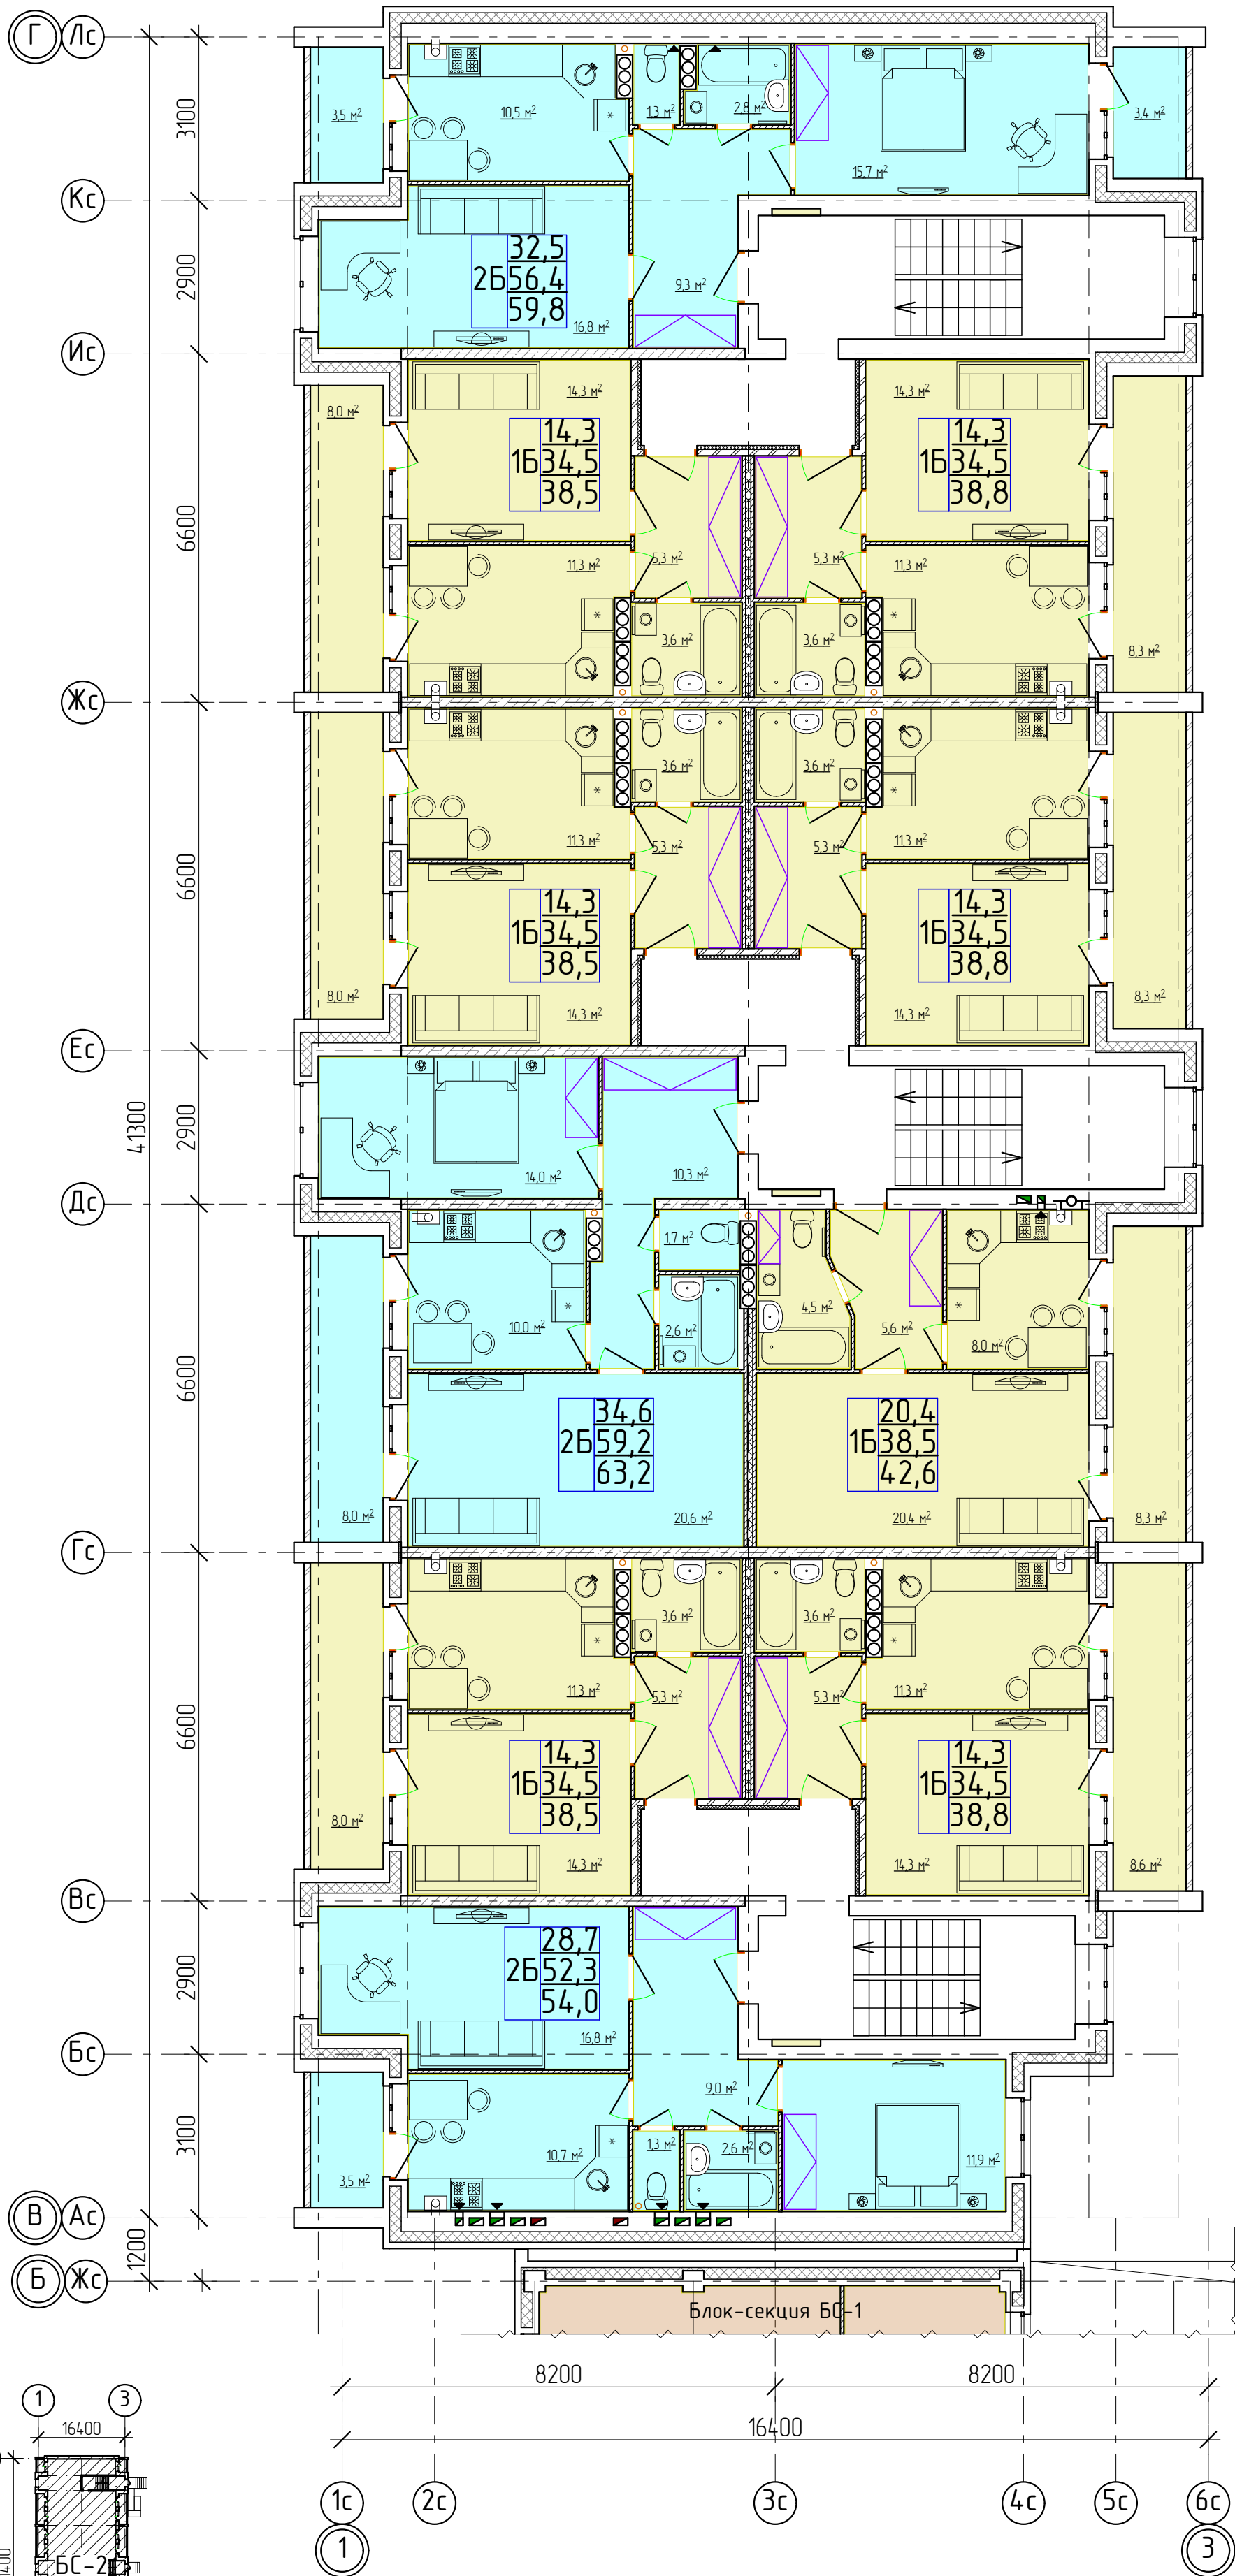 Г Лс
3100
3,5 м²
10,5 м²
1,3 м²
2,8 м²
15,7 м²
3,4 м²
Кс
2900
32,5
2Б 56,4
59,8
16,8 м²
9,3 м²
Ис
8,0 м²
14,3 м²
14,3 м²
14,3
1Б 34,5
38,5
14,3
1Б 34,5
38,8
6600
11,3 м²
5,3 м²
5,3 м²
11,3 м²
3,6 м²
3,6 м²
8,3 м²
Жс
3,6 м²
3,6 м²
11,3 м²
5,3 м²
5,3 м²
11,3 м²
6600
14,3
1Б 34,5
38,5
14,3
1Б 34,5
38,8
8,0 м²
14,3 м²
14,3 м²
8,3 м²
Ес
41300
2900
14,0 м²
10,3 м²
Дс
1,7 м²
10,0 м²
2,6 м²
4,5 м²
5,6 м²
8,0 м²
6600
34,6
2Б 59,2
63,2
20,4
1Б 38,5
42,6
8,0 м²
20,6 м²
20,4 м²
8,3 м²
Гс
3,6 м²
3,6 м²
11,3 м²
5,3 м²
5,3 м²
11,3 м²
6600
14,3
1Б 34,5
38,5
14,3
1Б 34,5
38,8
8,0 м²
14,3 м²
14,3 м²
8,6 м²
Вс
2900
28,7
2Б 52,3
54,0
16,8 м²
Бс
9,0 м²
3100
3,5 м²
10,7 м²
1,3 м²
2,6 м²
11,9 м²
В Ас
1200
Б Жс
Блок-секция БС-1
8200
8200
16400
1с 2с 3с 4с 5с 6с
1
3
1 3
16400
БС-2